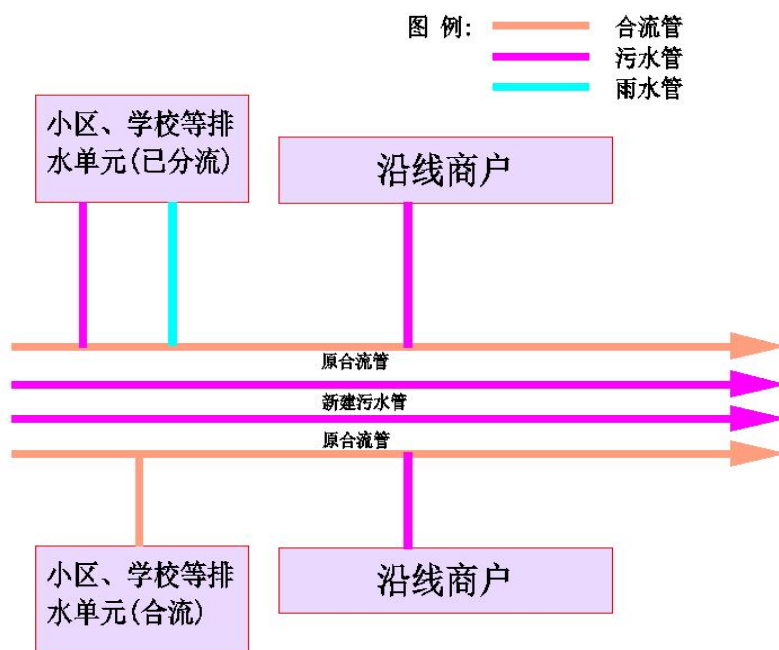 图 例:
合流管
污水管
雨水管
小区、学校等排
水单元(已分流)
沿线商户
原合流管
新建污水管
原合流管
小区、学校等排
水单元(合流)
沿线商户